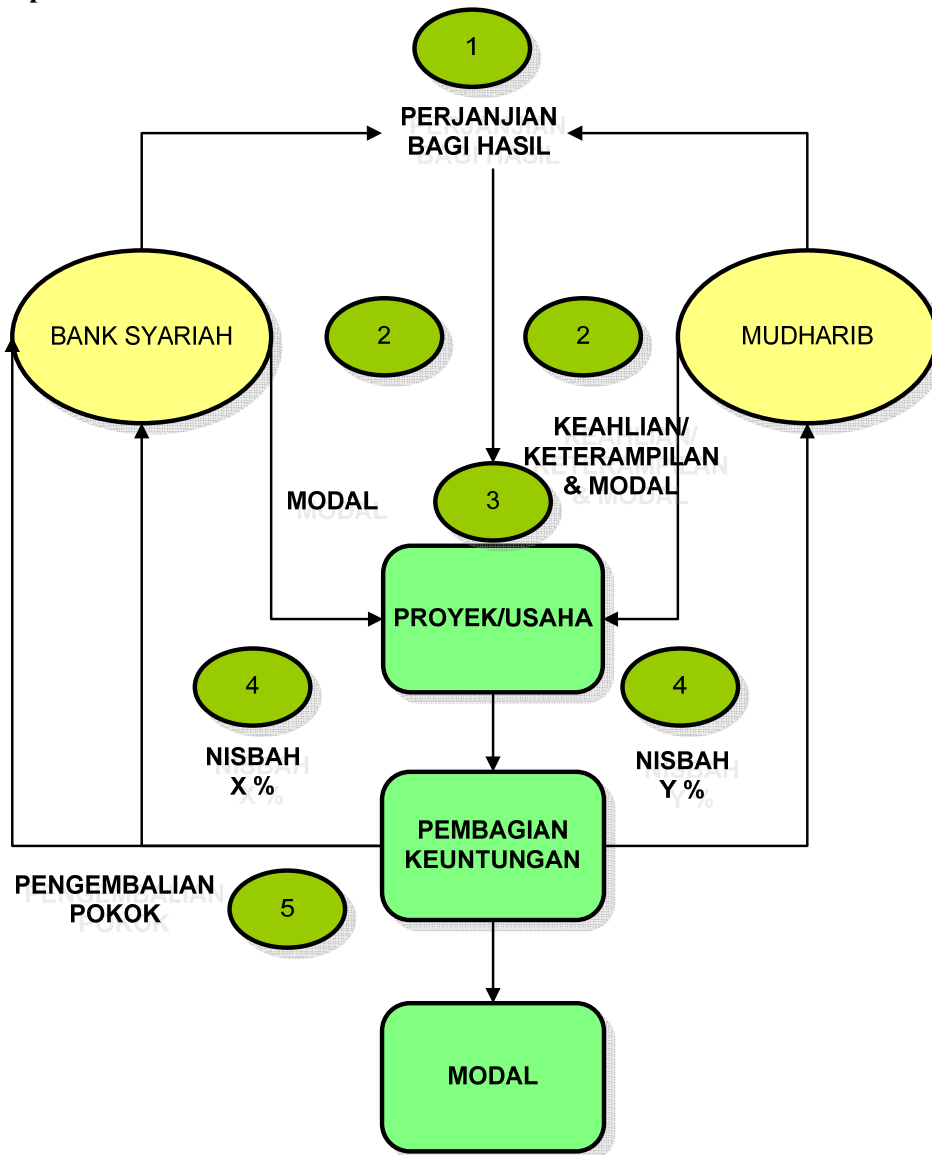 1
PERJANJIAN
BAGI HASIL
BANK SYARIAH
2
2
MUDHARIB
KEAHLIAN/
KETERAMPILAN
& MODAL
MODAL
3
PROYEK/USAHA
4
4
NISBAH
X %
NISBAH
Y %
PEMBAGIAN
KEUNTUNGAN
PENGEMBALIAN
POKOK
5
MODAL